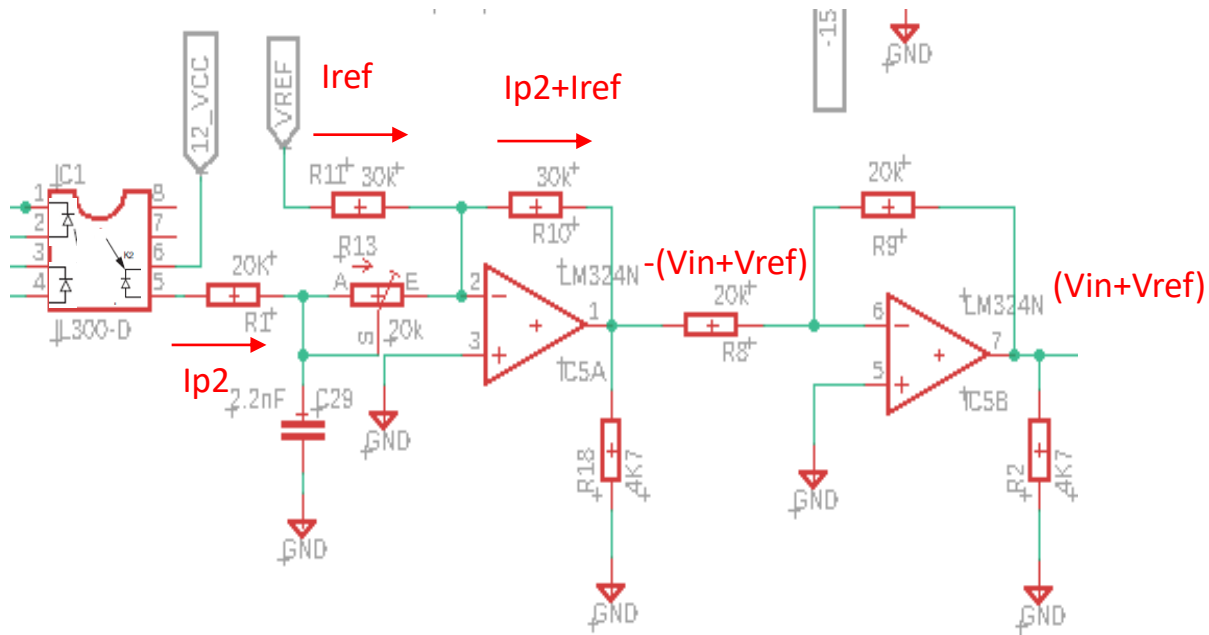 -15
GND
12_VCC
VREF
Iref
Ip2+Iref
IC1
1
2
3
4
8
7
6
5
K2
IL300-D
R11
30k
30k
R10
20K
R1
R13
A
E
S
20k
Ip2
2.2nF
C29
GND
GND
2
3
1
LM324N
IC5A
-(Vin+Vref)
20k
R8
20k
R9
6
5
7
LM324N
IC5B
(Vin+Vref)
GND
R18
4K7
GND
R2
4K7
GND